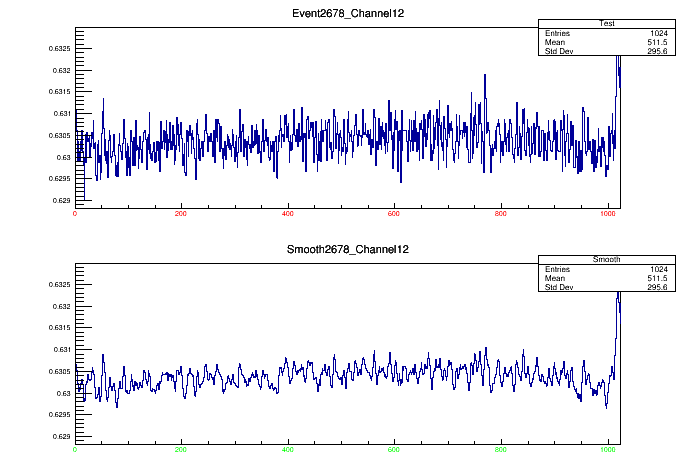 Event2678_Channel12
Test
Entries 1024
Mean 511.5
Std Dev 295.6
0.6325
0.632
0.6315
0.631
0.6305
0.63
0.6295
0.629
0 200 400 600 800 1000
Smooth2678_Channel12
Smooth
Entries 1024
Mean 511.5
Std Dev 295.6
0.6325
0.632
0.6315
0.631
0.6305
0.63
0.6295
0.629
0 200 400 600 800 1000